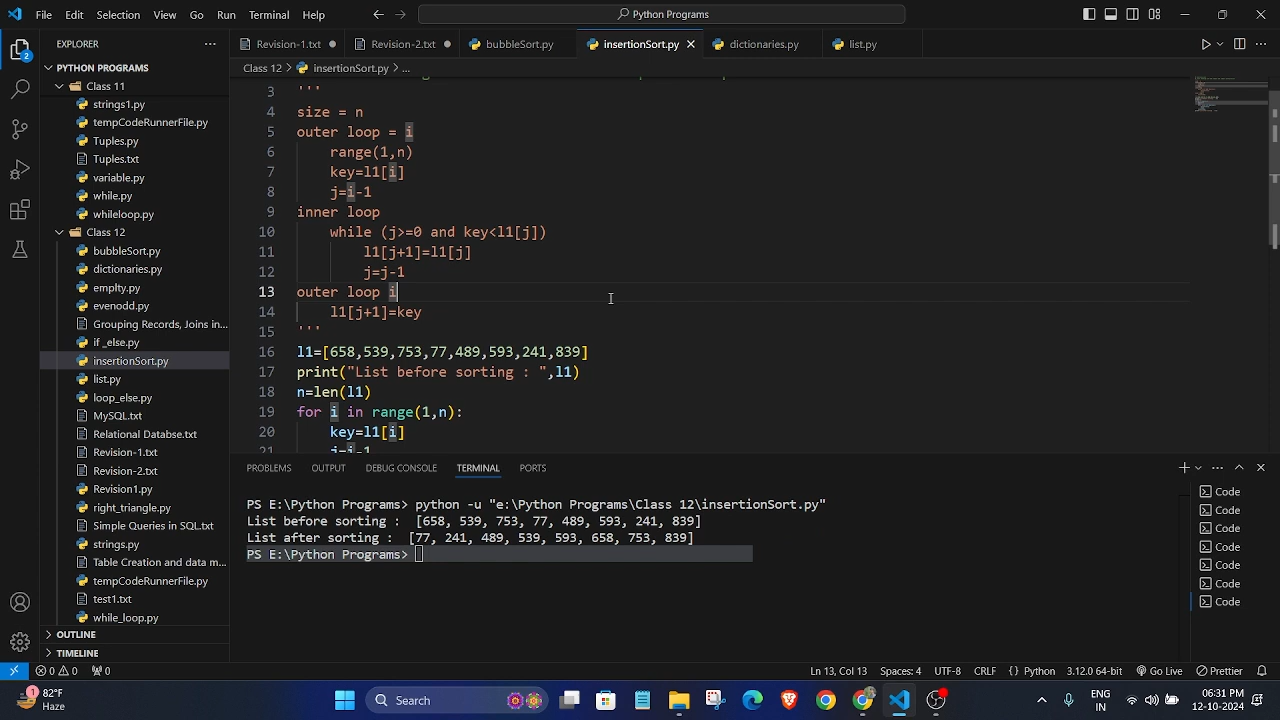 File Edit Selection View Go Run Terminal Help
Python Programs
EXPLORER
Revision-1.txt
Revision-2.txt
bubbleSort.py
insertionSort.py
dictionaries.py
list.py
PYTHON PROGRAMS
Class 12 > insertionSort.py > ...
Class 11
strings1.py
tempCodeRunnerFile.py
Tuples.py
Tuples.txt
variable.py
while.py
whileloop.py
Class 12
bubbleSort.py
dictionaries.py
empIty.py
evenodd.py
Grouping Records, Joins in...
if _else.py
insertionSort.py
list.py
loop_else.py
MySQL.txt
Relational Databse.txt
Revision-1.txt
Revision-2.txt
Revision1.py
right_triangle.py
Simple Queries in SQL.txt
strings.py
Table Creation and data m...
tempCodeRunnerFile.py
test1.txt
while_loop.py
OUTLINE
TIMELINE
3 '''
4 size = n
5 outer loop = i
6 range(1,n)
7 key=l1[i]
8 j=i-1
9 inner loop
10 while (j>=0 and key<l1[j])
11 l1[j+1]=l1[j]
12 j=j-1
13 outer loop i
14 l1[j+1]=key
15 '''
16 l1=[658,539,753,77,489,593,241,839]
17 print("List before sorting : ",l1)
18 n=len(l1)
19 for i in range(1,n):
20 key=l1[i]
21 j=i-1
PROBLEMS OUTPUT DEBUG CONSOLE TERMINAL PORTS
PS E:\Python Programs> python -u "e:\Python Programs\Class 12\insertionSort.py"
List before sorting :  [658, 539, 753, 77, 489, 593, 241, 839]
List after sorting :  [77, 241, 489, 539, 593, 658, 753, 839]
PS E:\Python Programs>
Code
Code
Code
Code
Code
Code
Code
0 0 0
Ln 13, Col 13 Spaces: 4 UTF-8 CRLF {} Python 3.12.0 64-bit Go Live Prettier
1
82°F
Haze
Search
ENG
IN
06:31 PM
12-10-2024